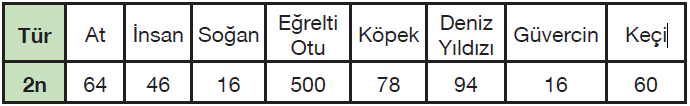 Tür At İnsan Soğan Eğrelti Otu Köpek Deniz Yıldızı Güvercin Keçi
2n 64 46 16 500 78 94 16 60